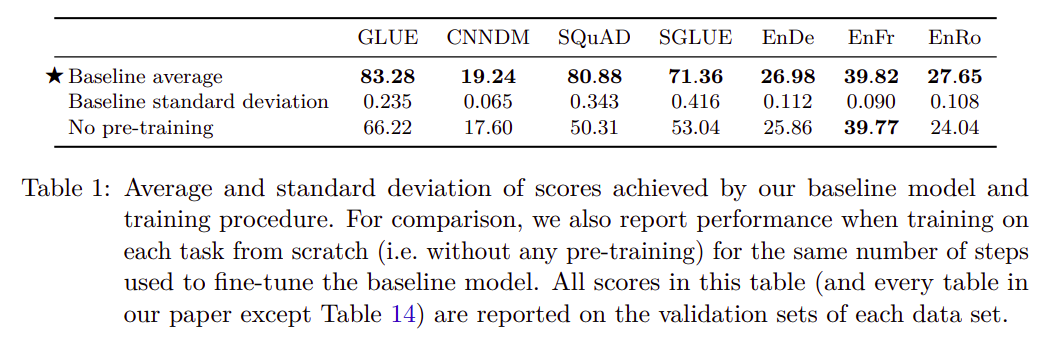 GLUE CNNDM SQuAD SGLUE EnDe EnFr EnRo
★ Baseline average 83.28 19.24 80.88 71.36 26.98 39.82 27.65
Baseline standard deviation 0.235 0.065 0.343 0.416 0.112 0.090 0.108
No pre-training 66.22 17.60 50.31 53.04 25.86 39.77 24.04
Table 1: Average and standard deviation of scores achieved by our baseline model and
training procedure. For comparison, we also report performance when training on
each task from scratch (i.e. without any pre-training) for the same number of steps
used to fine-tune the baseline model. All scores in this table (and every table in
our paper except Table 14) are reported on the validation sets of each data set.